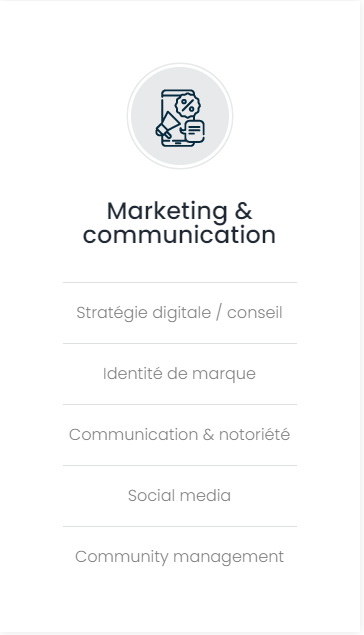 Marketing &
communication
Stratégie digitale / conseil
Identité de marque
Communication & notoriété
Social media
Community management